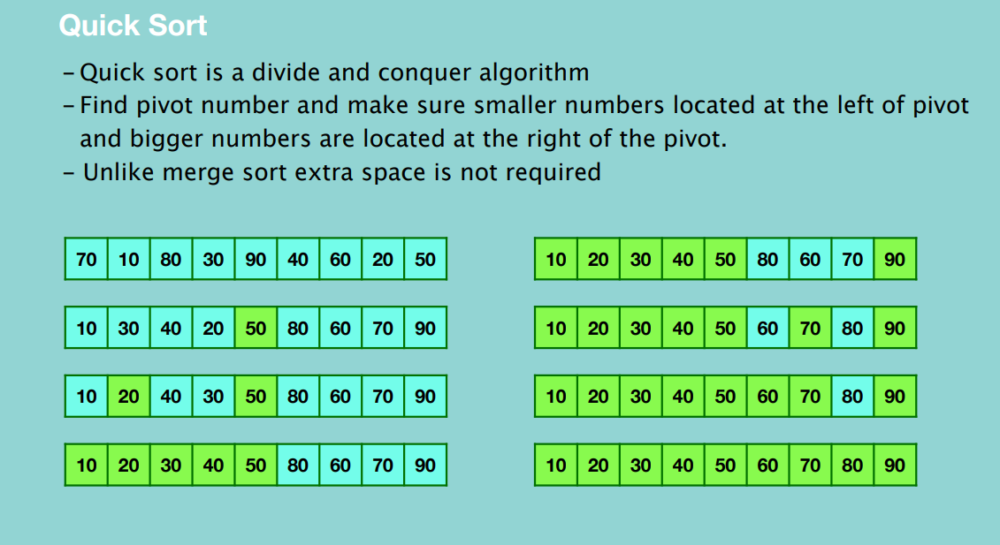 Quick Sort
– Quick sort is a divide and conquer algorithm
– Find pivot number and make sure smaller numbers located at the left of pivot
and bigger numbers are located at the right of the pivot.
– Unlike merge sort extra space is not required
70 10 80 30 90 40 60 20 50
10 30 40 20 50 80 60 70 90
10 20 40 30 50 80 60 70 90
10 20 30 40 50 80 60 70 90
10 20 30 40 50 80 60 70 90
10 20 30 40 50 60 70 80 90
10 20 30 40 50 60 70 80 90
10 20 30 40 50 60 70 80 90